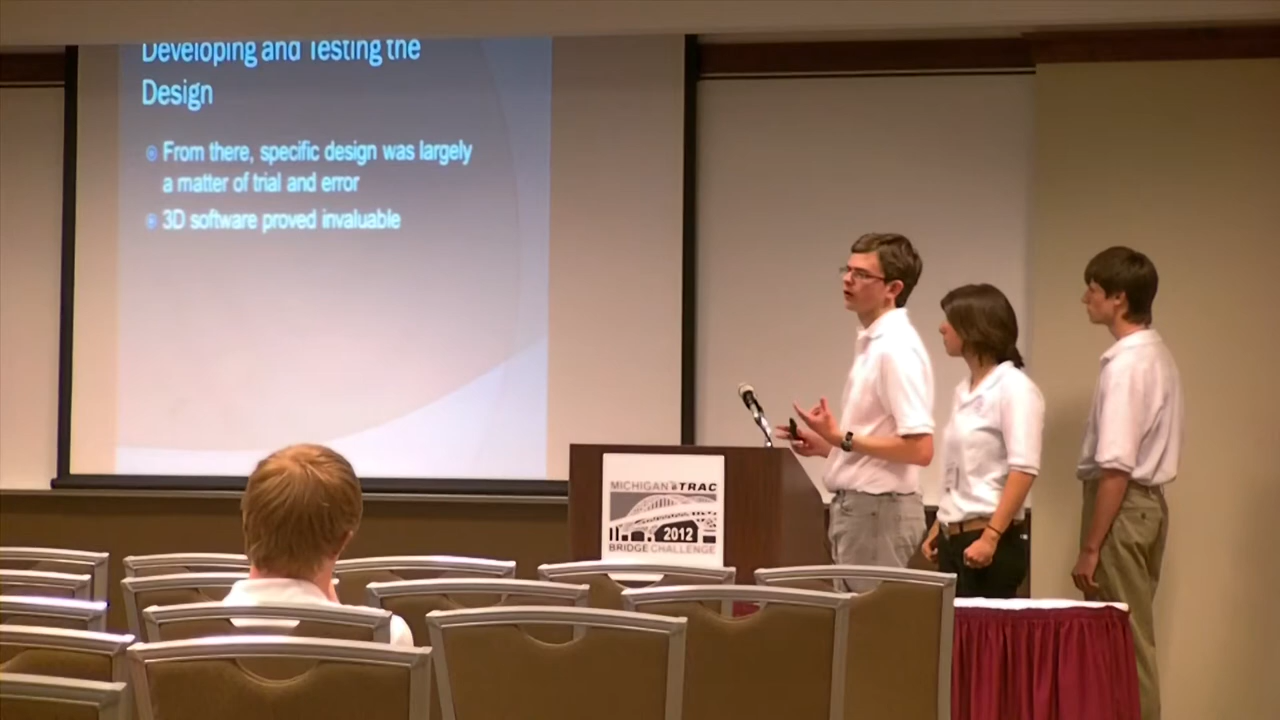 Developing and Testing the
Design
From there, specific design was largely
a matter of trial and error
3D software proved invaluable
MICHIGAN TRAC
2012
BRIDGE CHALLENGE